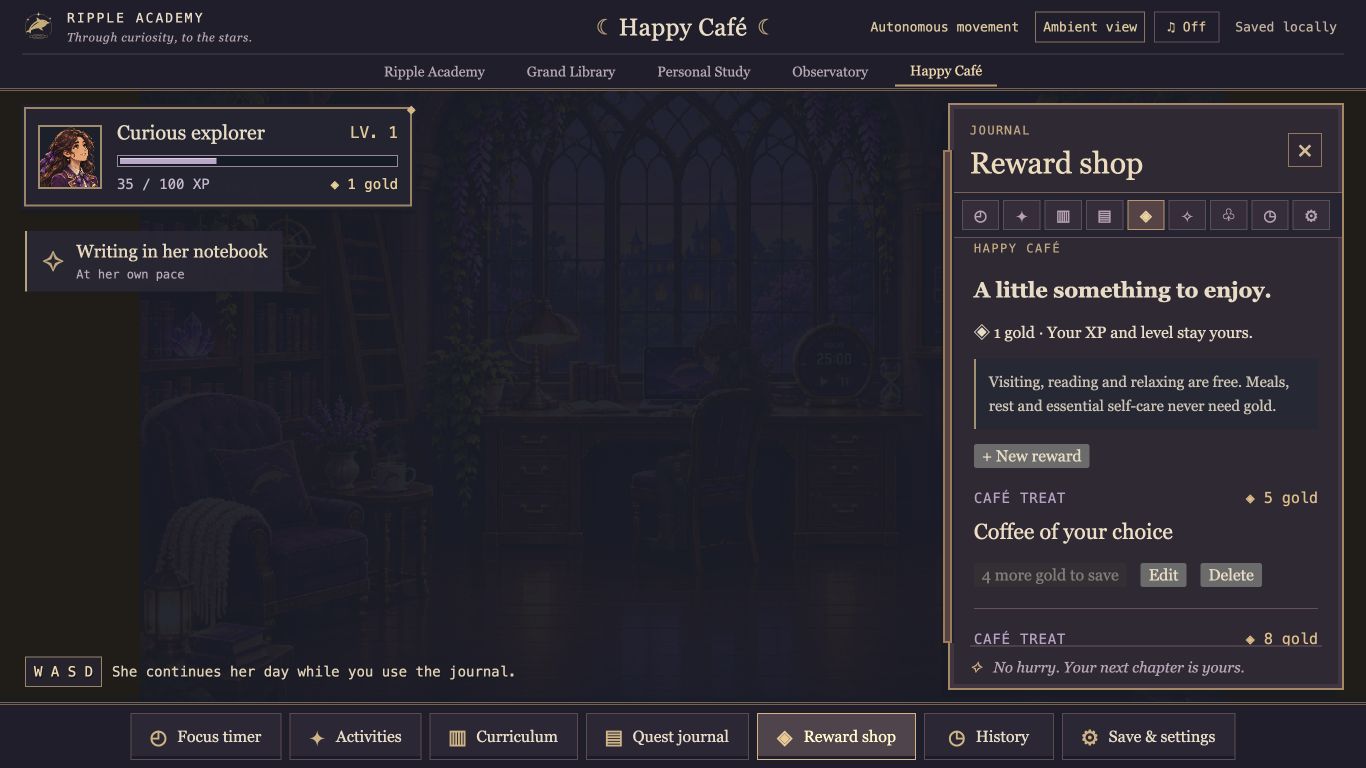 RIPPLE ACADEMY
Through curiosity, to the stars.
Happy Café
Autonomous movement
Ambient view
♫ Off
Saved locally
Ripple Academy
Grand Library
Personal Study
Observatory
Happy Café
Curious explorer
LV. 1
35 / 100 XP
◆ 1 gold
Writing in her notebook
At her own pace
25:00
JOURNAL
Reward shop
HAPPY CAFÉ
A little something to enjoy.
◈ 1 gold · Your XP and level stay yours.
Visiting, reading and relaxing are free. Meals,
rest and essential self-care never need gold.
+ New reward
CAFÉ TREAT
◆ 5 gold
Coffee of your choice
4 more gold to save
Edit
Delete
CAFÉ TREAT
◆ 8 gold
No hurry. Your next chapter is yours.
W A S D
She continues her day while you use the journal.
Focus timer
Activities
Curriculum
Quest journal
Reward shop
History
Save & settings